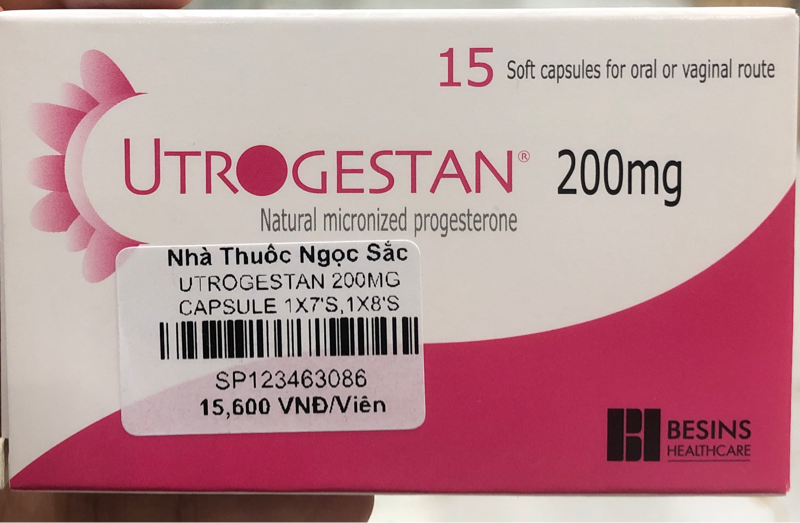 15 Soft capsules for oral or vaginal route
UTROGESTAN® 200mg
Natural micronized progesterone
Nhà Thuốc Ngọc Sắc
UTROGESTAN 200MG
CAPSULE 1X7'S,1X8'S
SP123463086
15,600 VNĐ/Viên
BESINS
HEALTHCARE